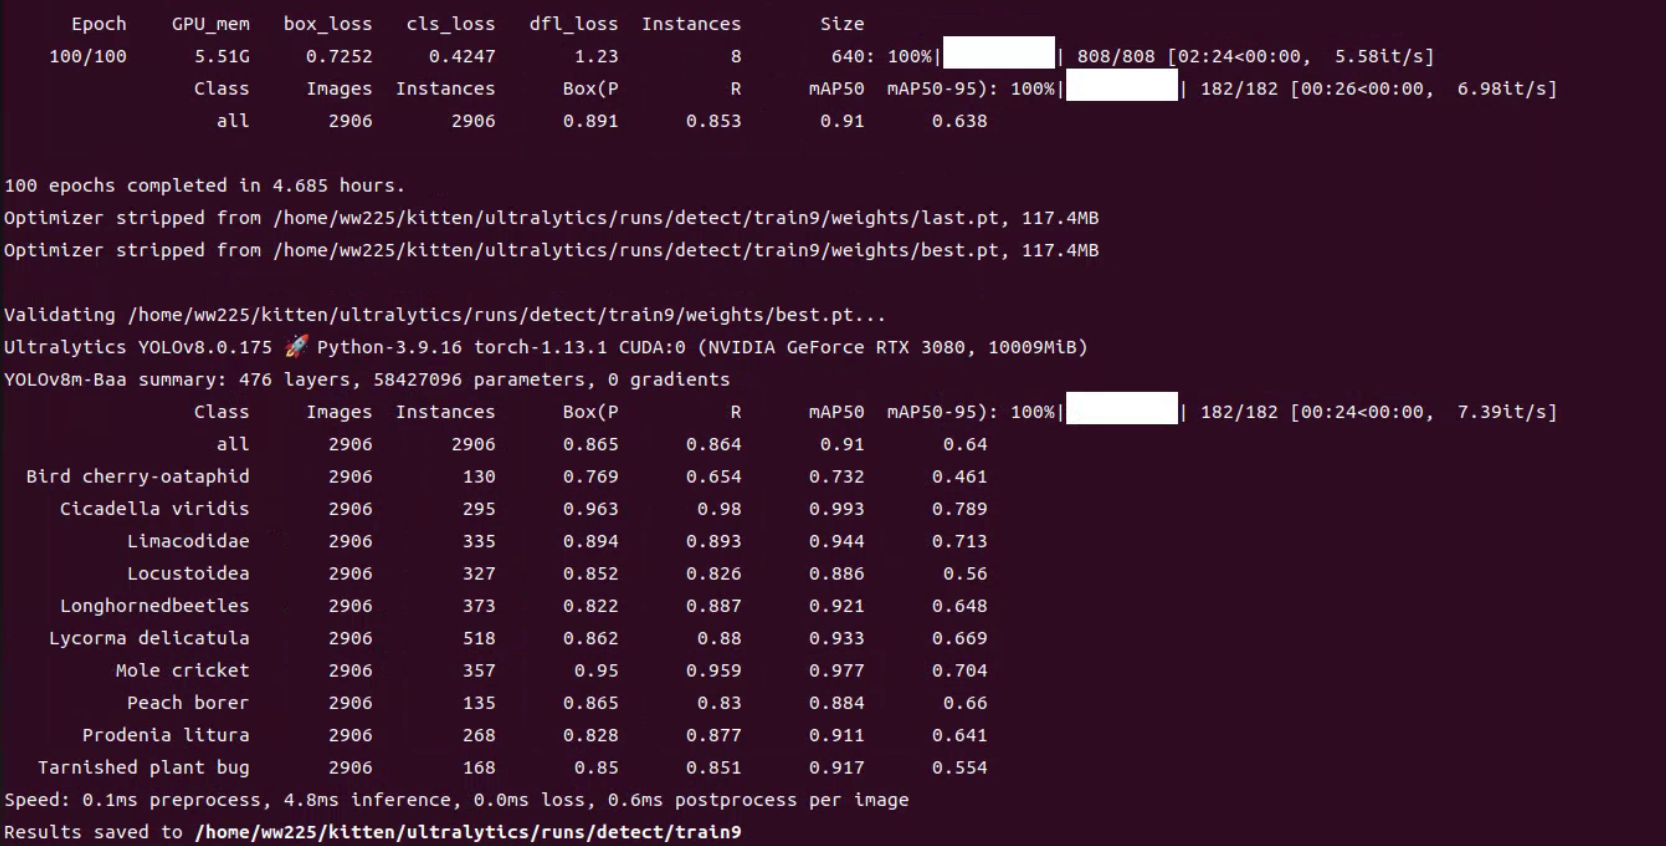 Epoch GPU_mem box_loss cls_loss dfl_loss Instances Size
100/100 5.51G 0.7252 0.4247 1.23 8 640: 100%| | 808/808 [02:24<00:00, 5.58it/s]
Class Images Instances Box(P R mAP50 mAP50-95): 100%| | 182/182 [00:26<00:00, 6.98it/s]
all 2906 2906 0.891 0.853 0.91 0.638
100 epochs completed in 4.685 hours.
Optimizer stripped from /home/ww225/kitten/ultralytics/runs/detect/train9/weights/last.pt, 117.4MB
Optimizer stripped from /home/ww225/kitten/ultralytics/runs/detect/train9/weights/best.pt, 117.4MB
Validating /home/ww225/kitten/ultralytics/runs/detect/train9/weights/best.pt...
Ultralytics YOLOv8.0.175 🚀 Python-3.9.16 torch-1.13.1 CUDA:0 (NVIDIA GeForce RTX 3080, 10009MiB)
YOLOv8m-Baa summary: 476 layers, 58427096 parameters, 0 gradients
Class Images Instances Box(P R mAP50 mAP50-95): 100%| | 182/182 [00:24<00:00, 7.39it/s]
all 2906 2906 0.865 0.864 0.91 0.64
Bird cherry-oataphid 2906 130 0.769 0.654 0.732 0.461
Cicadella viridis 2906 295 0.963 0.98 0.993 0.789
Limacodidae 2906 335 0.894 0.893 0.944 0.713
Locustoidea 2906 327 0.852 0.826 0.886 0.56
Longhornedbeetles 2906 373 0.822 0.887 0.921 0.648
Lycorma delicatula 2906 518 0.862 0.88 0.933 0.669
Mole cricket 2906 357 0.95 0.959 0.977 0.704
Peach borer 2906 135 0.865 0.83 0.884 0.66
Prodenia litura 2906 268 0.828 0.877 0.911 0.641
Tarnished plant bug 2906 168 0.85 0.851 0.917 0.554
Speed: 0.1ms preprocess, 4.8ms inference, 0.0ms loss, 0.6ms postprocess per image
Results saved to /home/ww225/kitten/ultralytics/runs/detect/train9